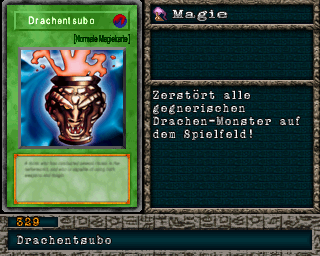 Drachentsubo
[Normale Magiekarte]
Magie
Zerstört alle
gegnerischen
Drachen-Monster auf
dem Spielfeld!
329
Drachentsubo